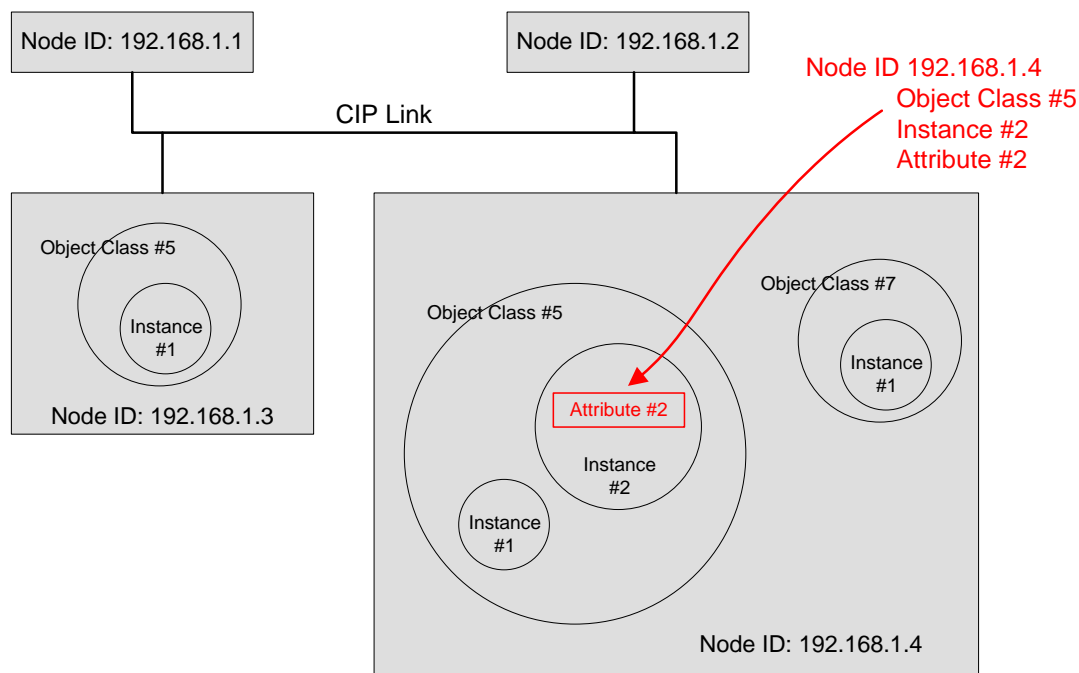 Node ID: 192.168.1.1
Node ID: 192.168.1.2
Node ID 192.168.1.4
Object Class #5
Instance #2
Attribute #2
CIP Link
Object Class #5
Instance
#1
Node ID: 192.168.1.3
Object Class #5
Attribute #2
Instance
#2
Instance
#1
Object Class #7
Instance
#1
Node ID: 192.168.1.4